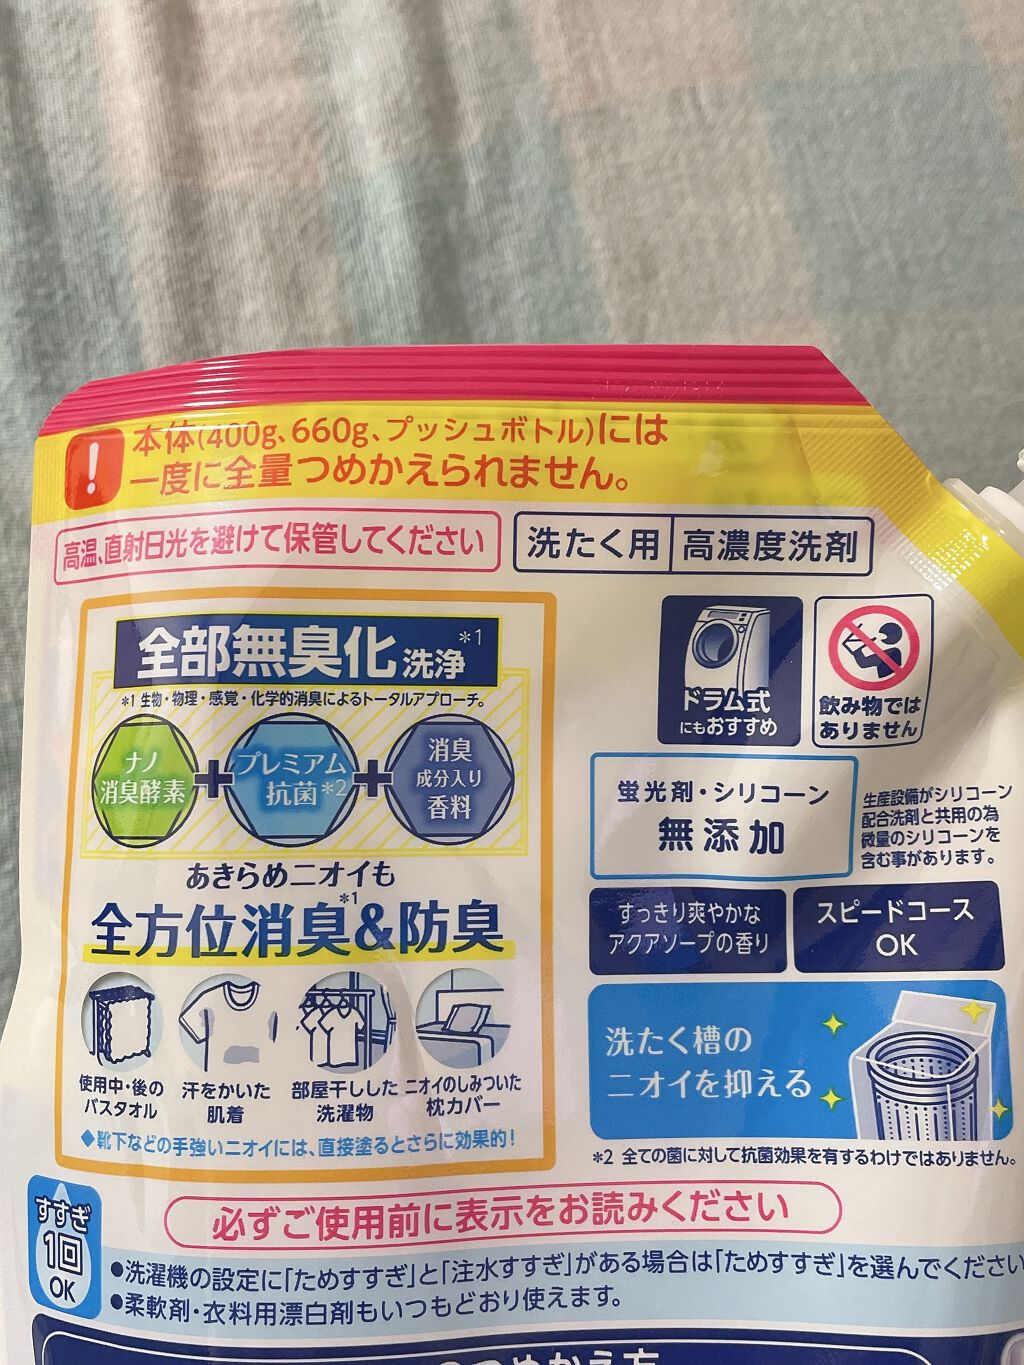 本体(400g、660g、プッシュボトル)には
一度に全量つめかえられません。
高温、直射日光を避けて保管してください
洗たく用 高濃度洗剤
全部無臭化洗浄*1
*1 生物・物理・感覚・化学的消臭によるトータルアプローチ。
ナノ
消臭酵素
+
プレミアム
抗菌*2
+
消臭
成分入り
香料
あきらめニオイも
全方位消臭*1&防臭
使用中・後の
バスタオル
汗をかいた
肌着
部屋干しした
洗濯物
ニオイのしみついた
枕カバー
◆靴下などの手強いニオイには、直接塗るとさらに効果的!
ドラム式
にもおすすめ
飲み物では
ありません
蛍光剤・シリコーン
無添加
生産設備がシリコーン
配合洗剤と共用の為
微量のシリコーンを
含む事があります。
すっきり爽やかな
アクアソープの香り
スピードコース
OK
洗たく槽の
ニオイを抑える
*2 全ての菌に対して抗菌効果を有するわけではありません。
必ずご使用前に表示をお読みください
すすぎ
1回
OK
●洗濯機の設定に「ためすすぎ」と「注水すすぎ」がある場合は「ためすすぎ」を選んでください
●柔軟剤・衣料用漂白剤もいつもどおり使えます。
つめかえ方